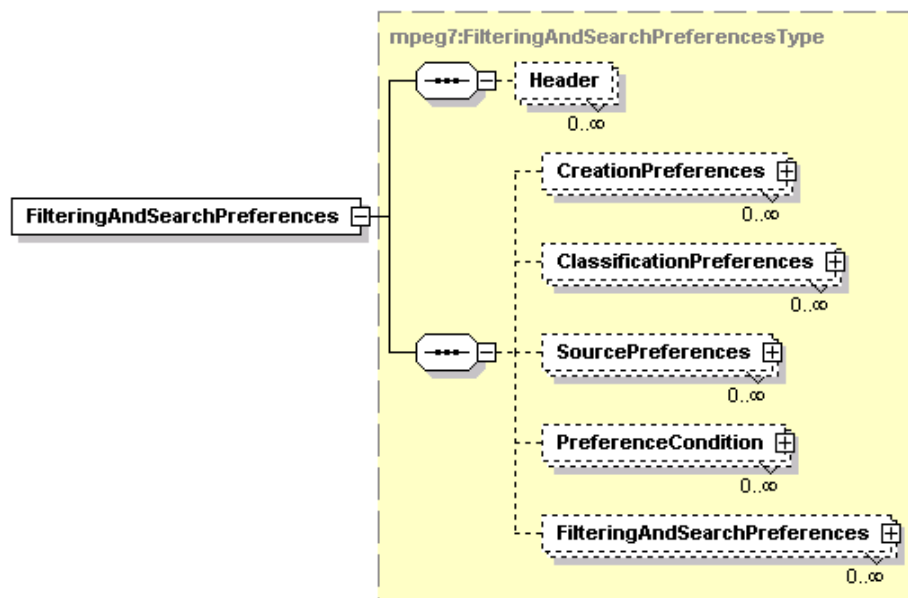 mpeg7:FilteringAndSearchPreferencesType
Header
0..∞
CreationPreferences
0..∞
FilteringAndSearchPreferences
ClassificationPreferences
0..∞
SourcePreferences
0..∞
PreferenceCondition
0..∞
FilteringAndSearchPreferences
0..∞